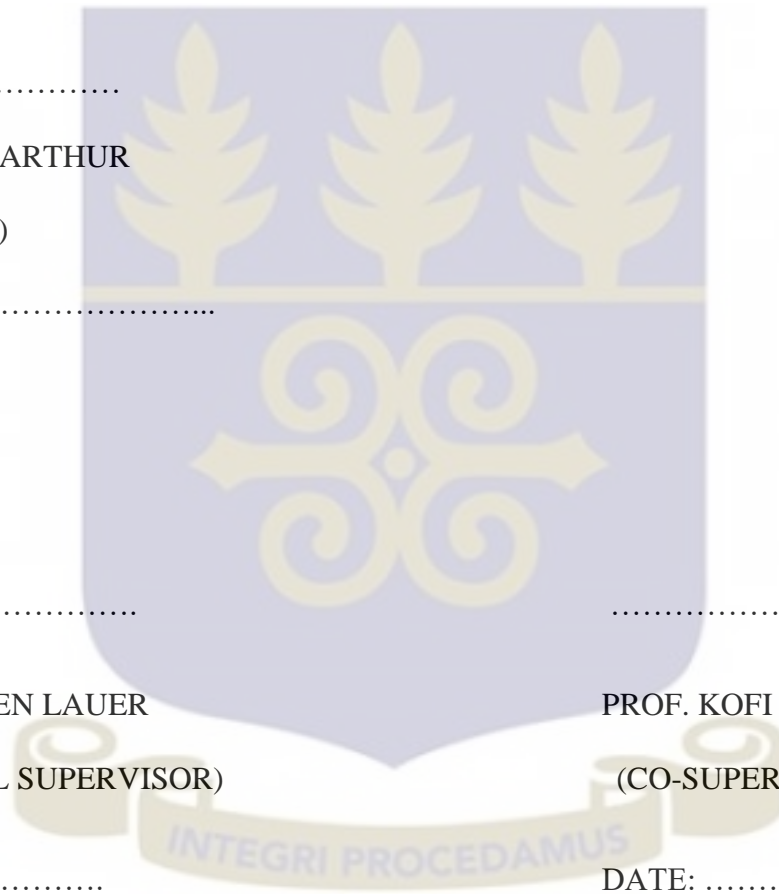 …………
ARTHUR
)
…………………...
…………. ………………
EN LAUER PROF. KOFI
L SUPERVISOR) (CO-SUPER
INTEGRI PROCEDAMUS
………. DATE: ……